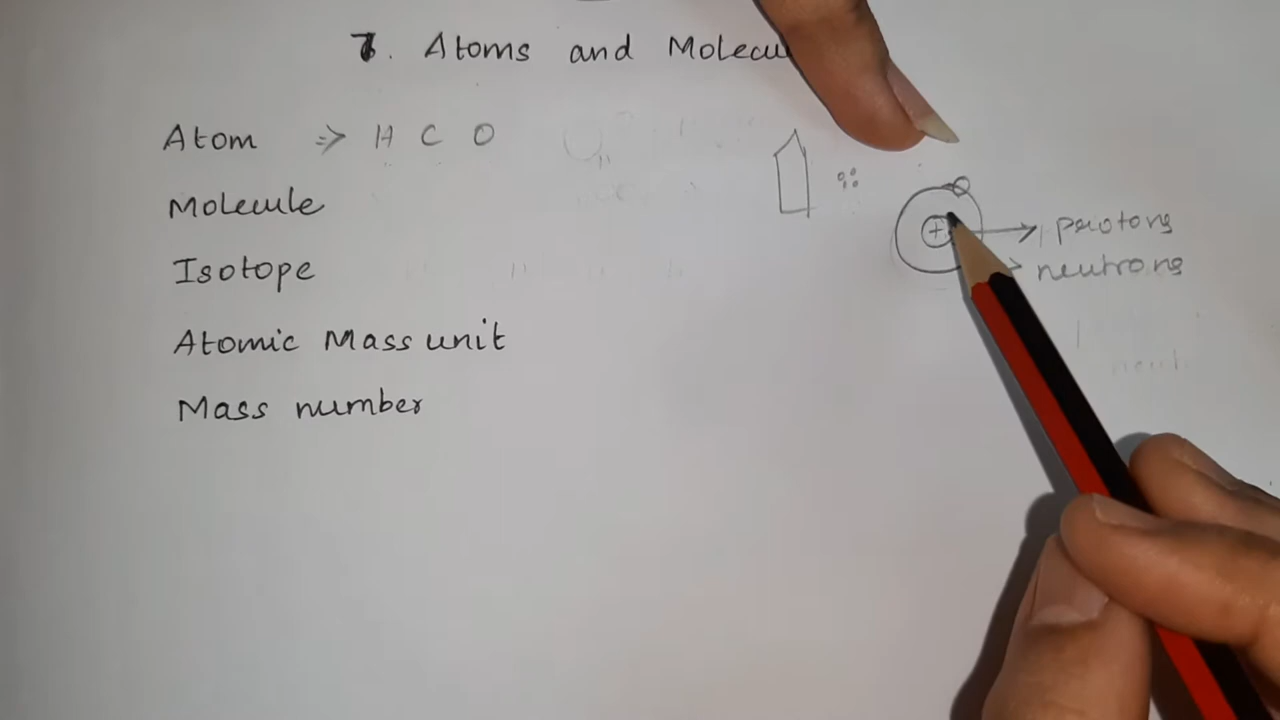 7. Atoms and Molecu
Atom => H C O
Molecule
Isotope
Atomic Mass unit
Mass number
+
protons
neutrons